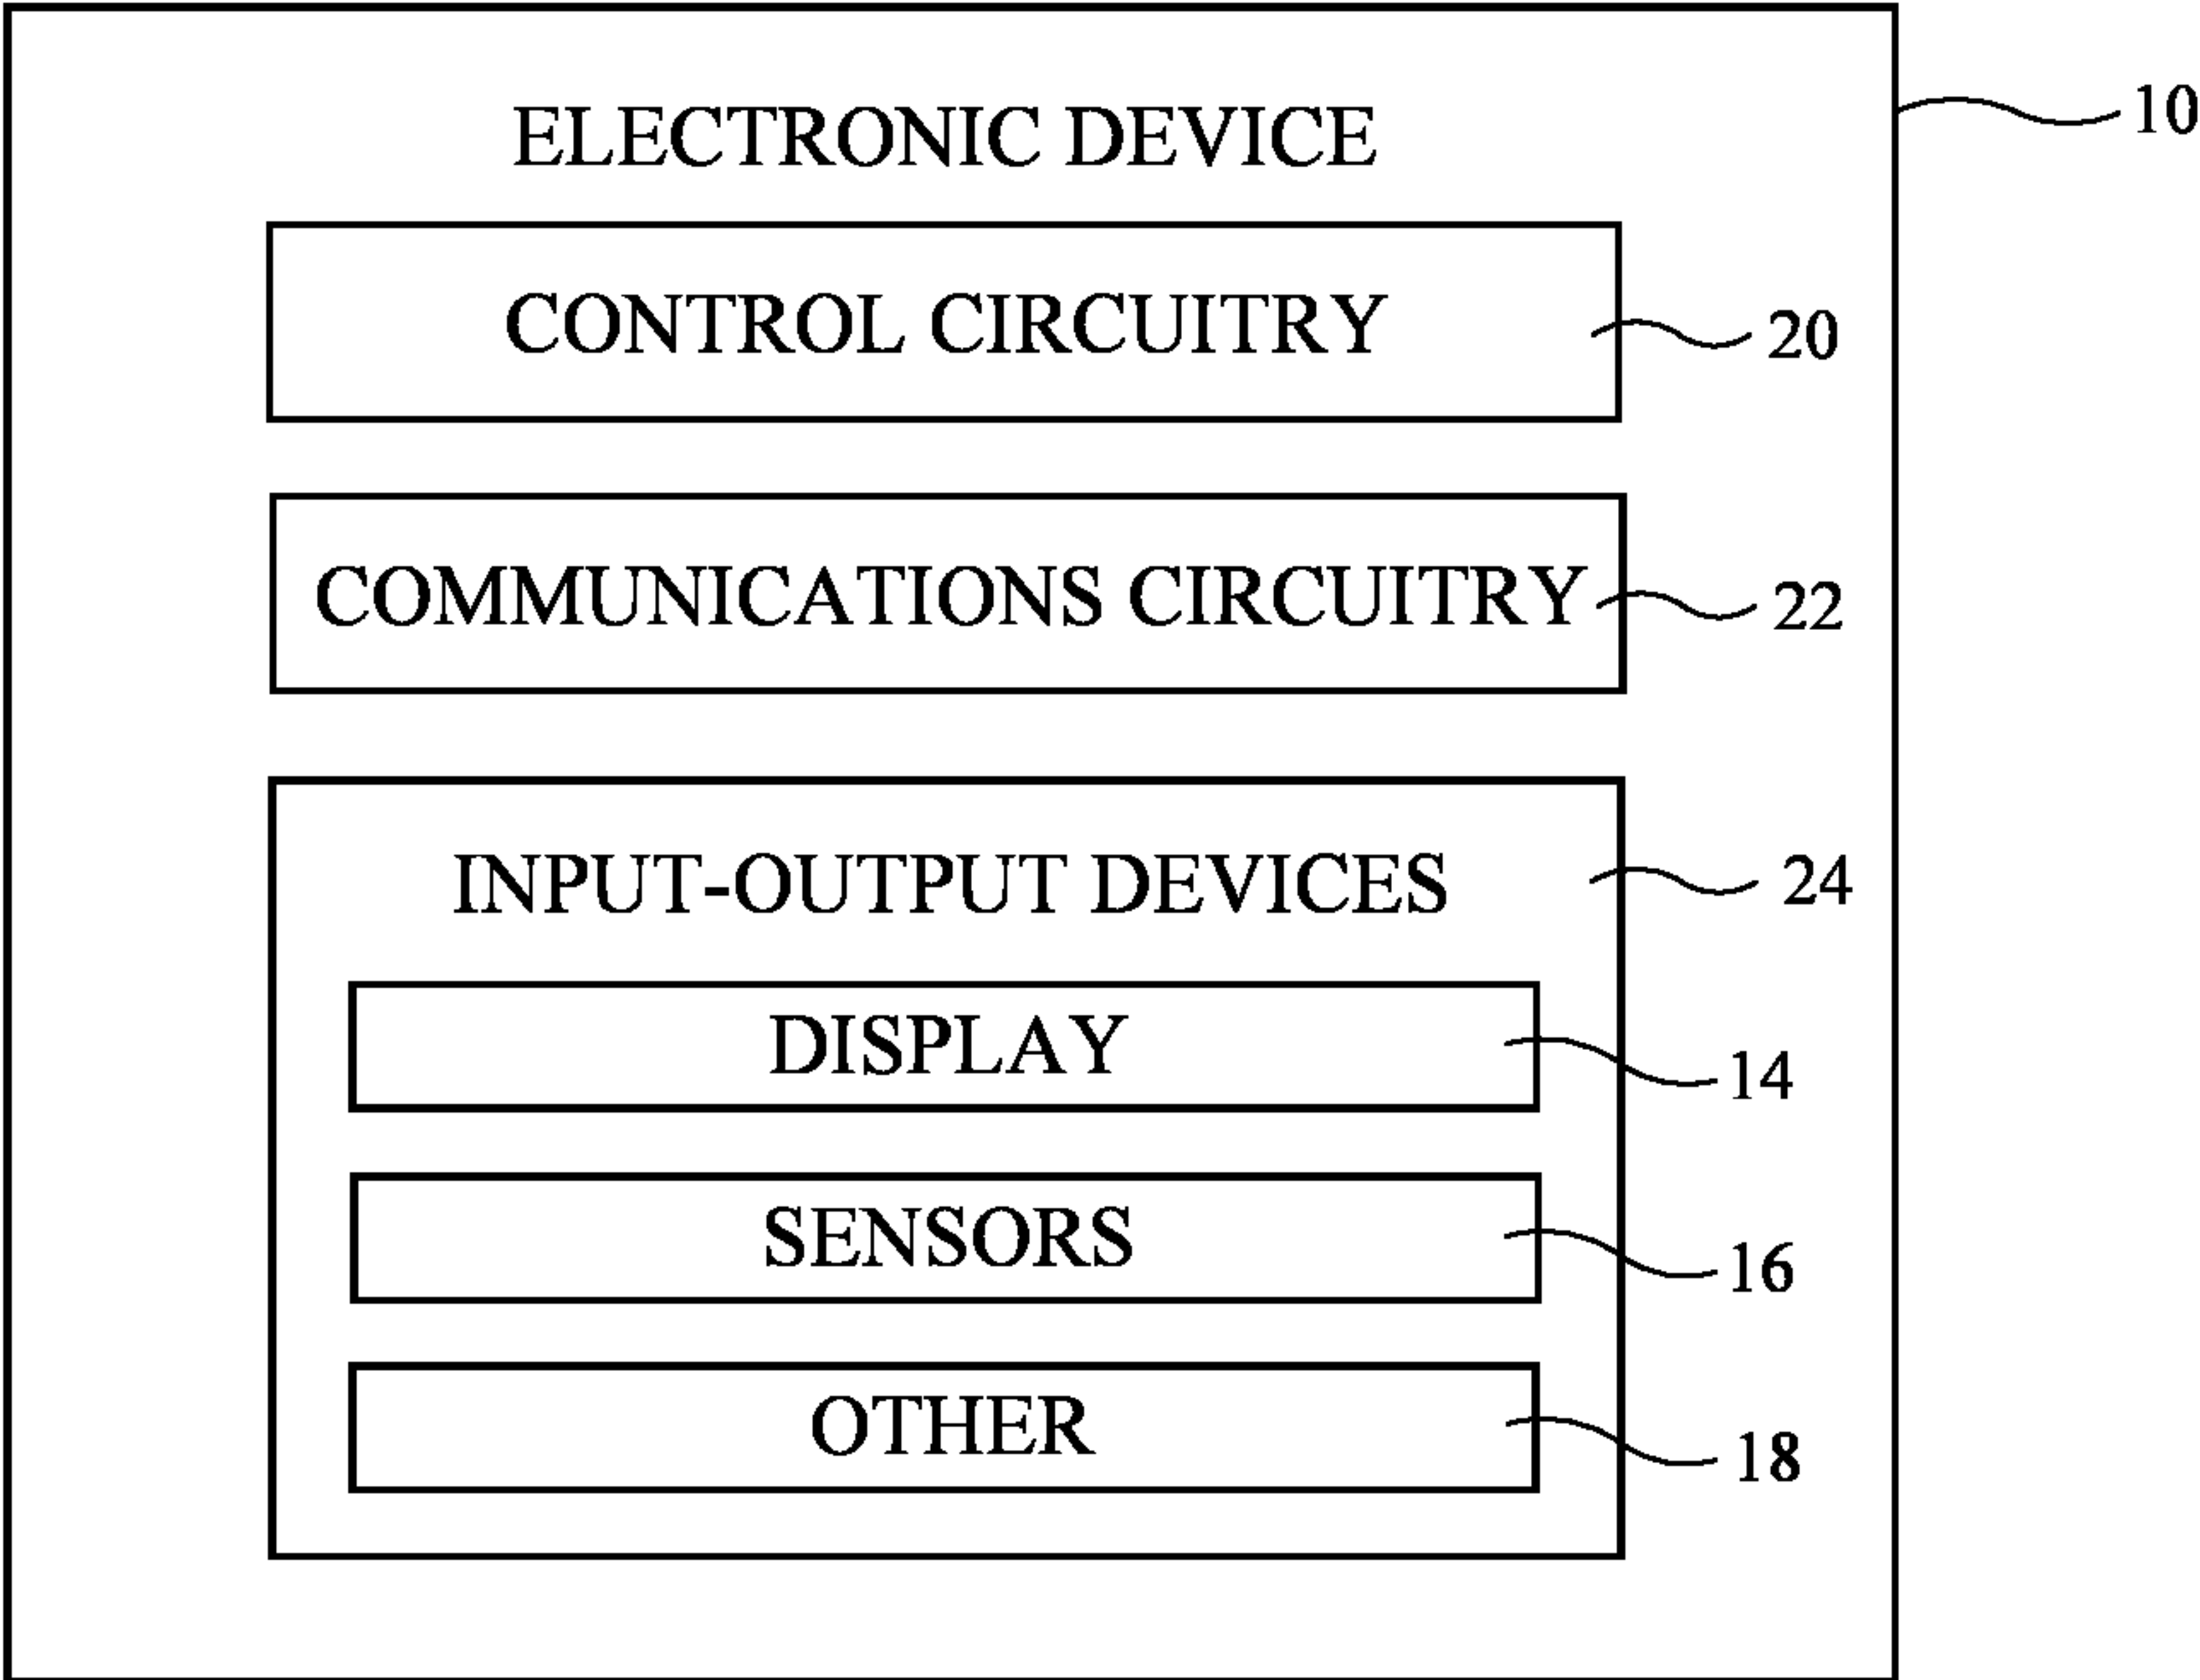 ELECTRONIC DEVICE
10
CONTROL CIRCUITRY
20
COMMUNICATIONS CIRCUITRY
22
INPUT-OUTPUT DEVICES
24
DISPLAY
14
SENSORS
16
OTHER
18